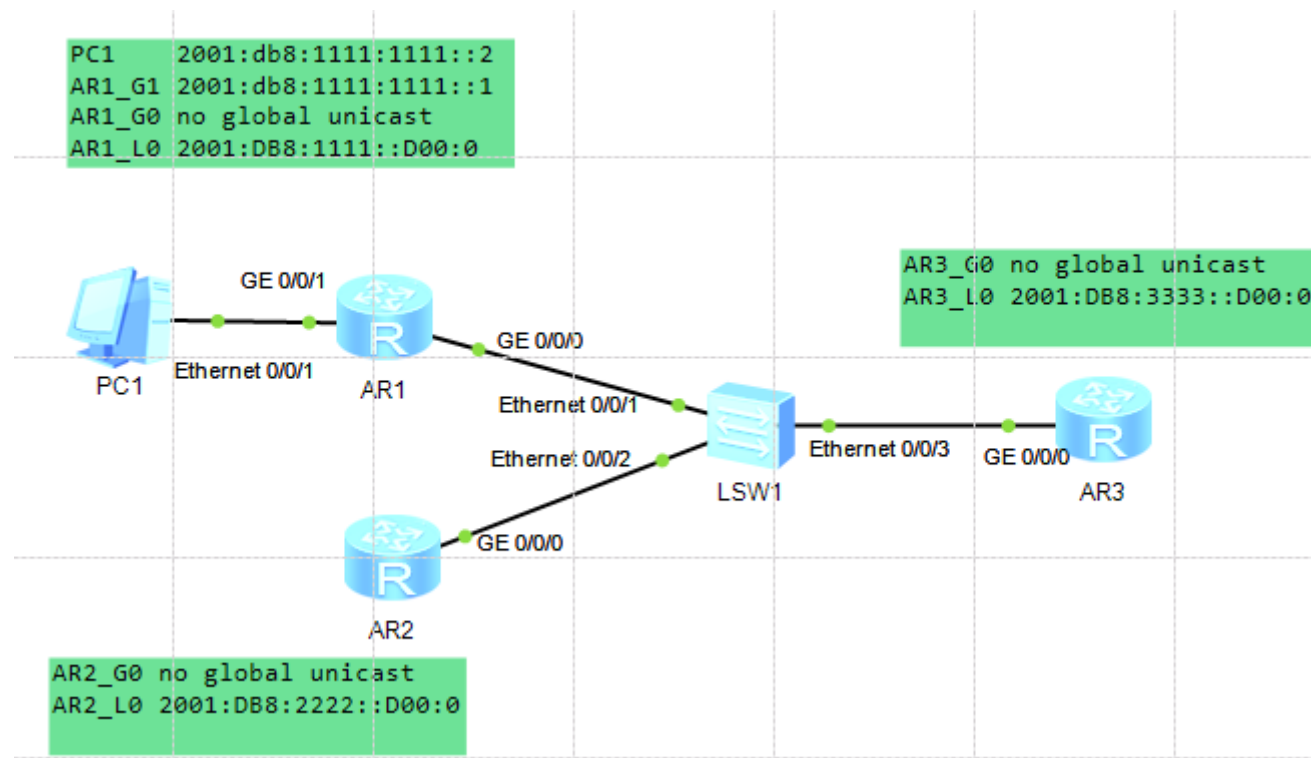 PC1 2001:db8:1111:1111::2
AR1_G1 2001:db8:1111:1111::1
AR1_G0 no global unicast
AR1_L0 2001:DB8:1111::D00:0
AR3_G0 no global unicast
AR3_L0 2001:DB8:3333::D00:0
GE 0/0/1
R
GE 0/0/0
Ethernet 0/0/1
PC1
AR1
Ethernet 0/0/1
Ethernet 0/0/3
GE 0/0/0
R
Ethernet 0/0/2
LSW1
AR3
GE 0/0/0
R
AR2
AR2_G0 no global unicast
AR2_L0 2001:DB8:2222::D00:0